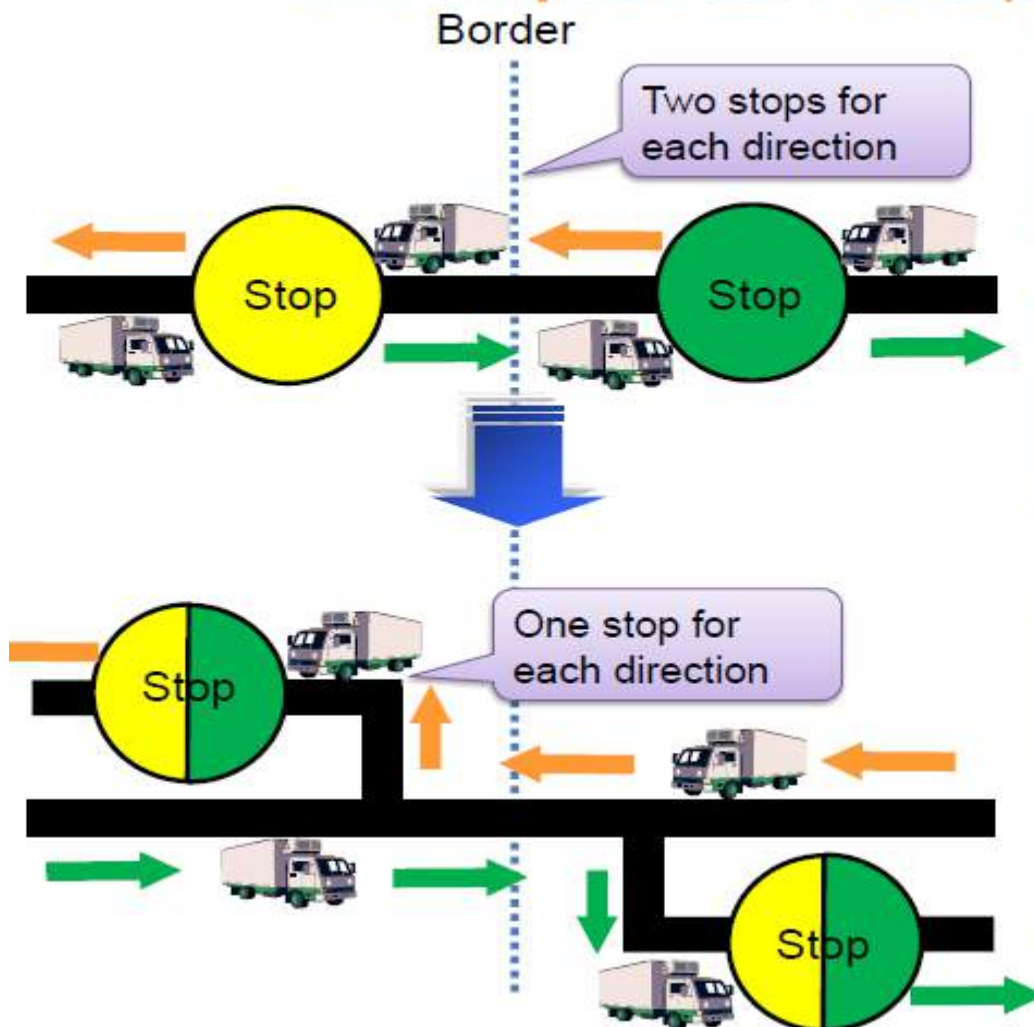 Border
Two stops for
each direction
Stop
Stop
One stop for
each direction
Stop
Stop